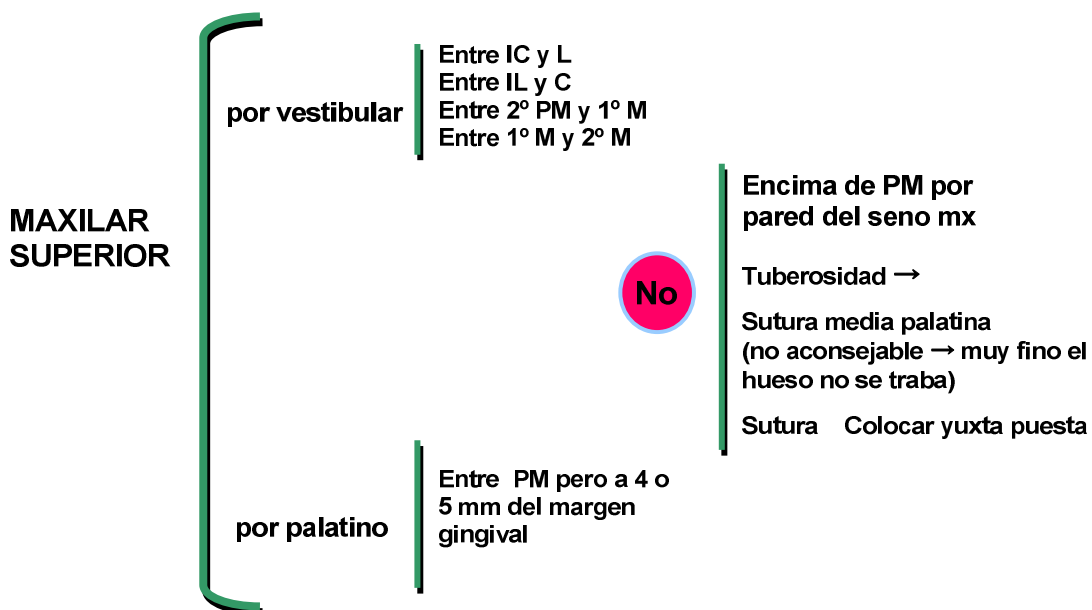 MAXILAR
SUPERIOR
por vestibular
Entre IC y L
Entre IL y C
Entre 2º PM y 1º M
Entre 1º M y 2º M
No
Encima de PM por
pared del seno mx
Tuberosidad →
Sutura media palatina
(no aconsejable → muy fino el
hueso no se traba)
Sutura Colocar yuxta puesta
por palatino
Entre PM pero a 4 o
5 mm del margen
gingival